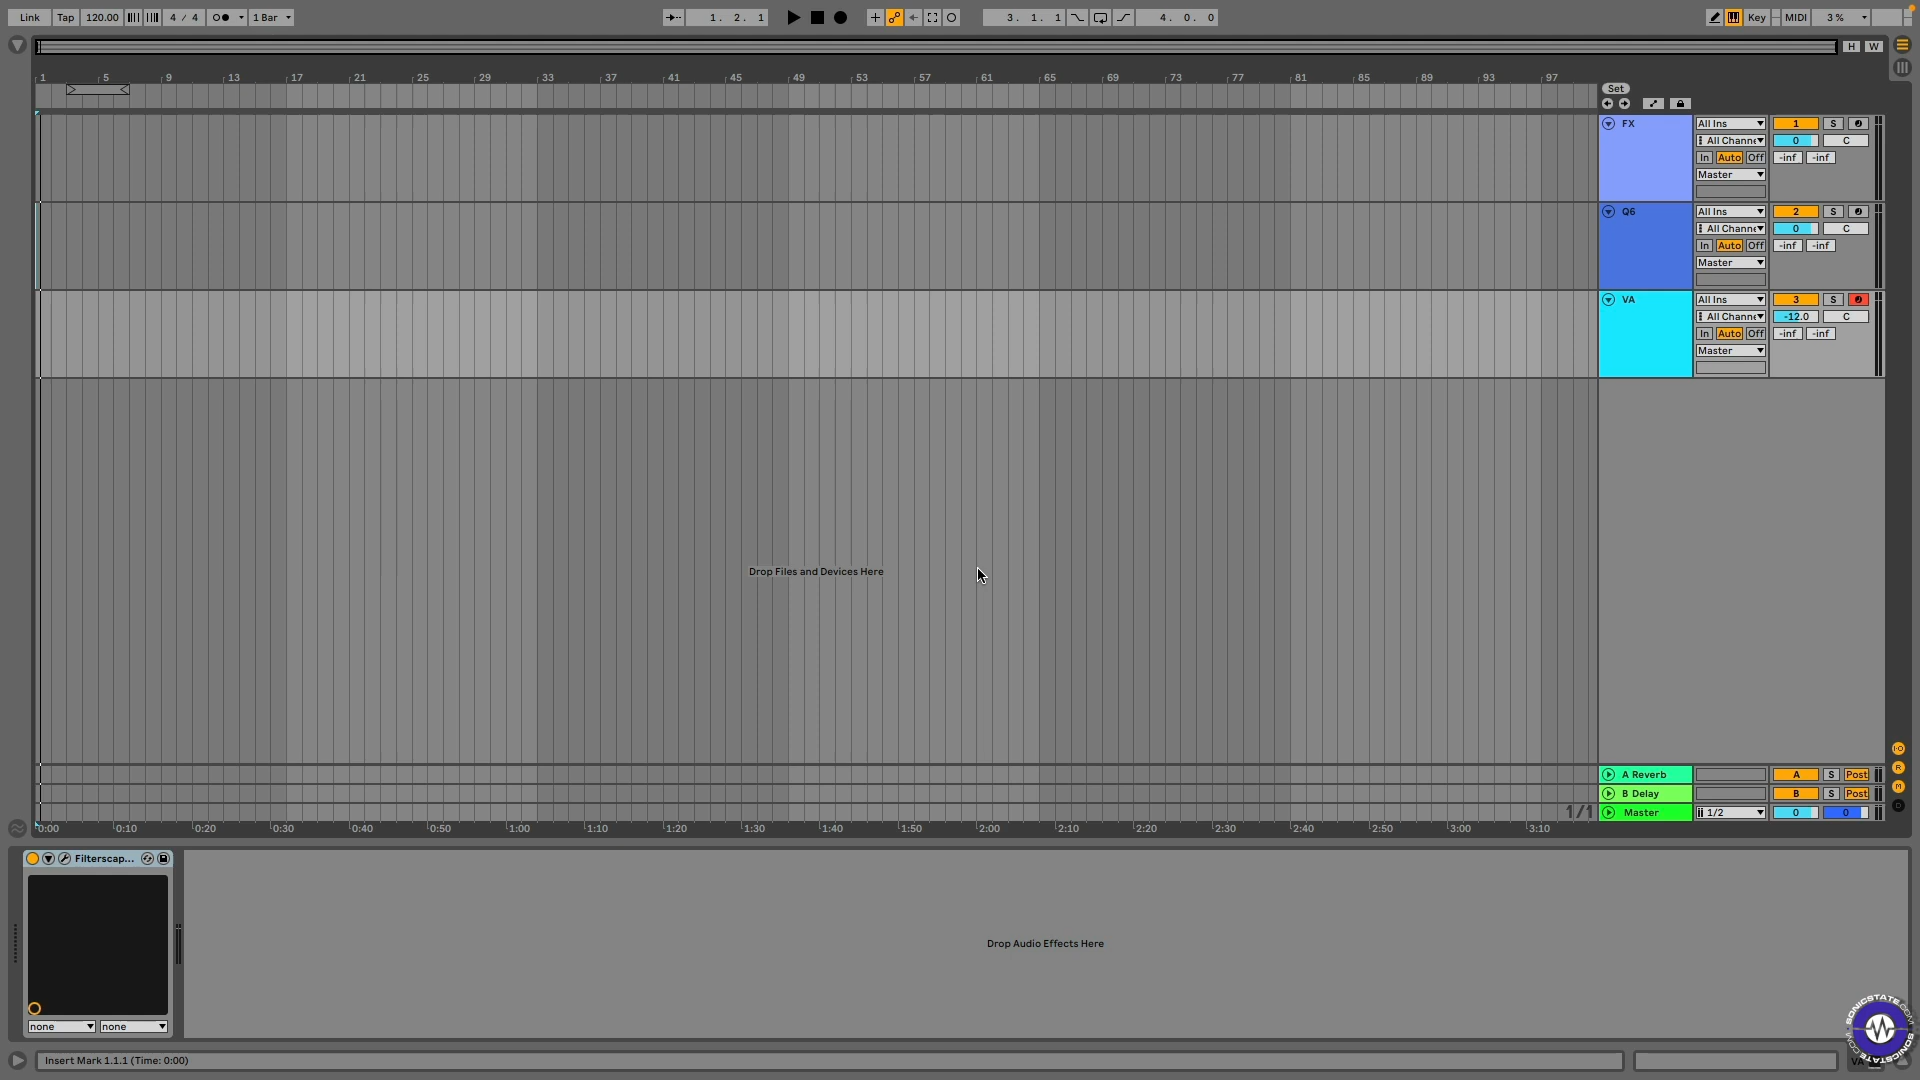 Link Tap 120.00 4 / 4 1 Bar 1. 2. 1 3. 1. 1 4. 0. 0 Key MIDI 3 %
H W
1 5 9 13 17 21 25 29 33 37 41 45 49 53 57 61 65 69 73 77 81 85 89 93 97
Set
FX All Ins 1 S
All Channe 0 C
In Auto Off -inf -inf
Master
Q6 All Ins 2 S
All Channe 0 C
In Auto Off -inf -inf
Master
VA All Ins 3 S
All Channe -12.0 C
In Auto Off -inf -inf
Master
Drop Files and Devices Here
A Reverb A S Post
B Delay B S Post
1/1 Master 1/2 0 0
0:00 0:10 0:20 0:30 0:40 0:50 1:00 1:10 1:20 1:30 1:40 1:50 2:00 2:10 2:20 2:30 2:40 2:50 3:00 3:10
I·O
R
M
D
Filterscap...
Drop Audio Effects Here
none none
SONICSTATE.COM SONICSTATE.COM
Insert Mark 1.1.1 (Time: 0:00)
VA